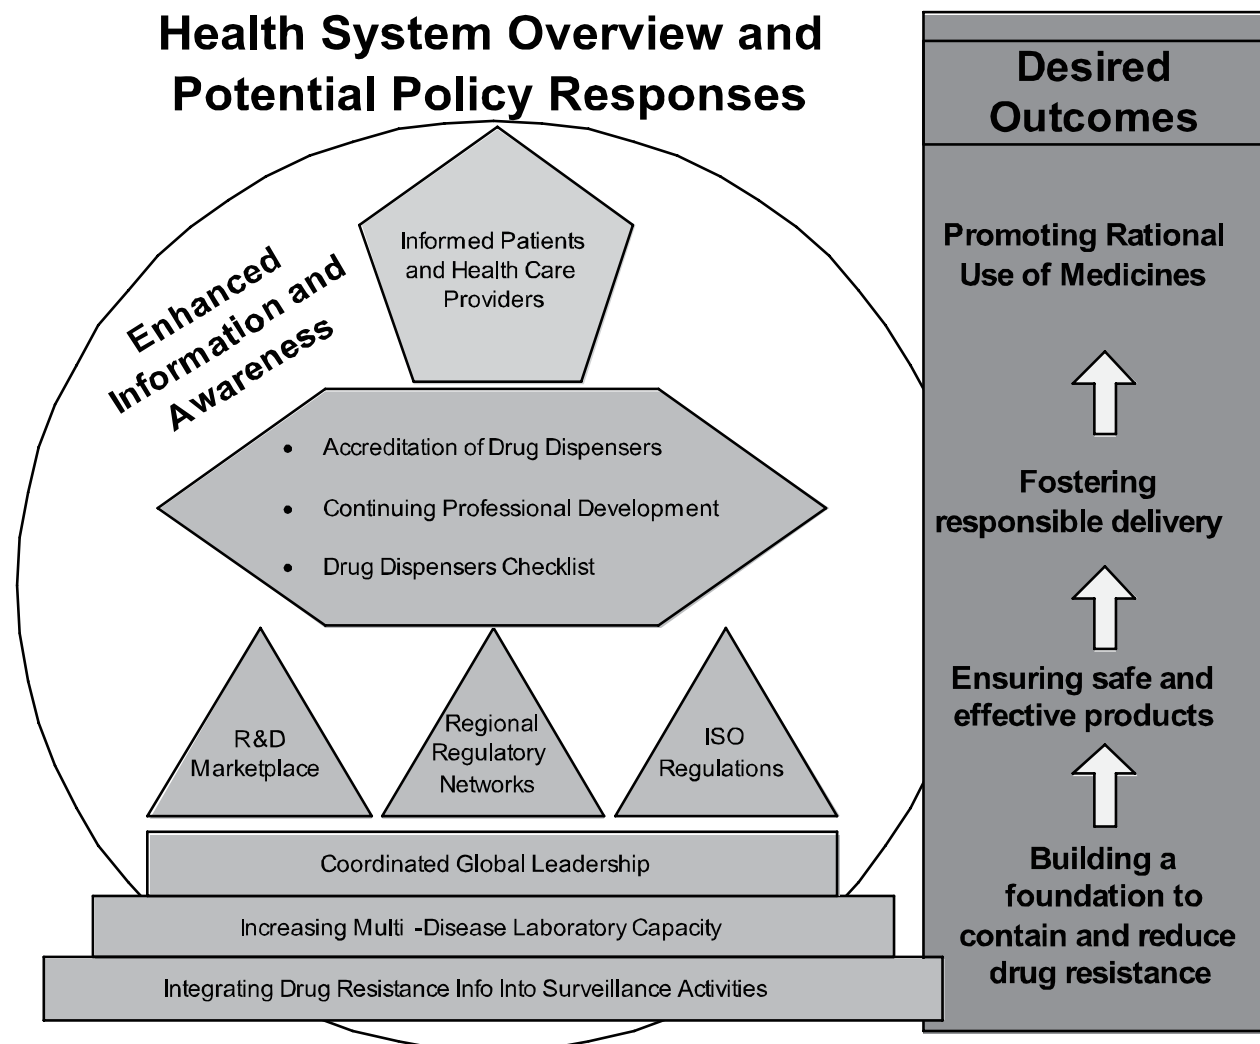 Health System Overview and
Potential Policy Responses
Enhanced
Information and
Awareness
Informed Patients
and Health Care
Providers
• Accreditation of Drug Dispensers
• Continuing Professional Development
• Drug Dispensers Checklist
R&D
Marketplace
Regional
Regulatory
Networks
ISO
Regulations
Coordinated Global Leadership
Increasing Multi -Disease Laboratory Capacity
Integrating Drug Resistance Info Into Surveillance Activities
Desired
Outcomes
Promoting Rational
Use of Medicines
Fostering
responsible delivery
Ensuring safe and
effective products
Building a
foundation to
contain and reduce
drug resistance